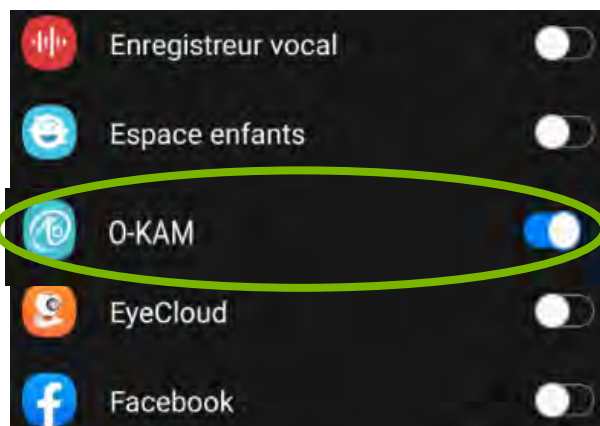 Enregistreur vocal
Espace enfants
O-KAM
EyeCloud
Facebook